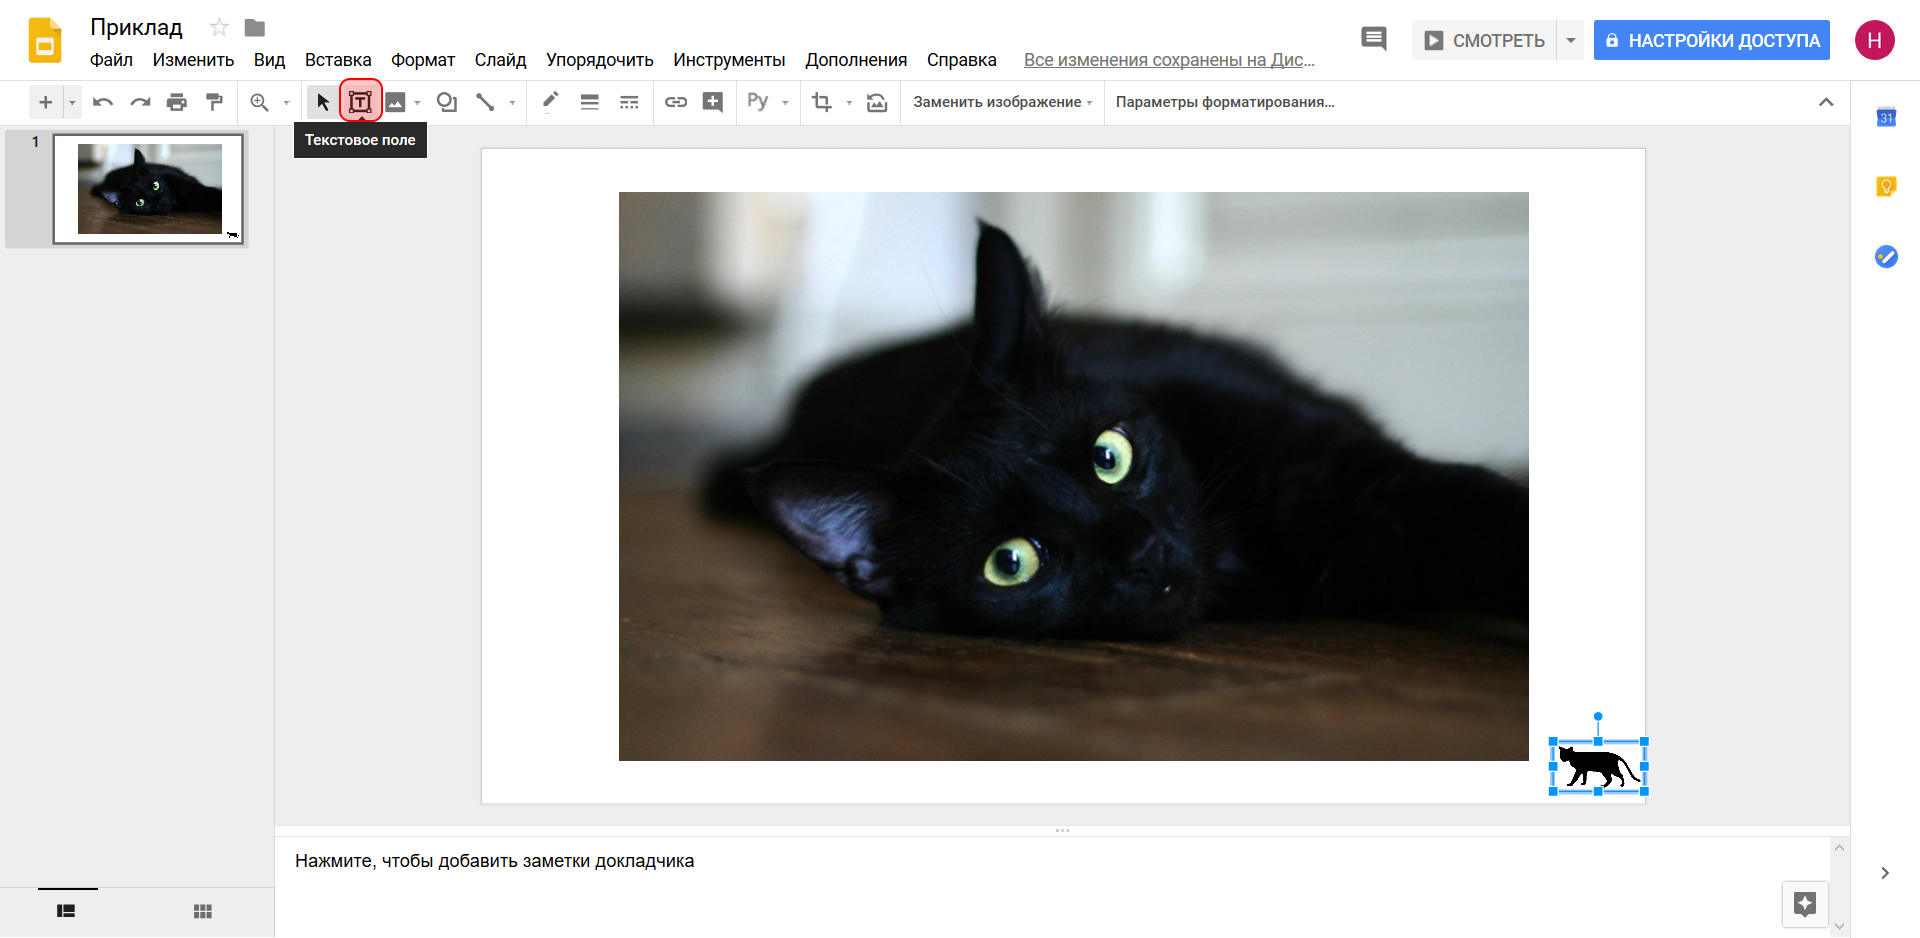 Приклад
Файл Изменить Вид Вставка Формат Слайд Упорядочить Инструменты Дополнения Справка Все изменения сохранены на Дис...
СМОТРЕТЬ
НАСТРОЙКИ ДОСТУПА
Н
Py
Заменить изображение
Параметры форматирования...
Текстовое поле
31
1
Нажмите, чтобы добавить заметки докладчика